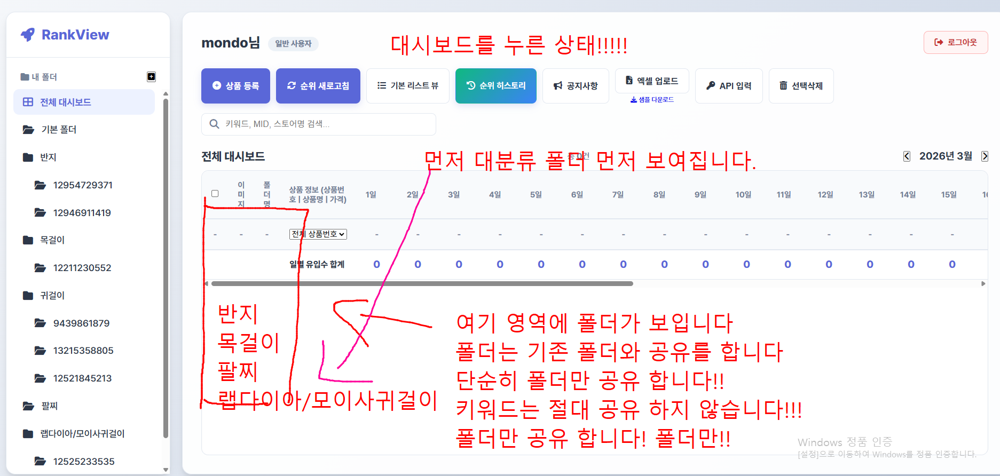 RankView
내 폴더
전체 대시보드
기본 폴더
반지
12954729371
12946911419
목걸이
12211230552
귀걸이
9439861879
13215358805
12521845213
팔찌
랩다이아/모이사귀걸이
12525233535
mondo님 일반 사용자
대시보드를 누른 상태!!!!!
로그아웃
상품 등록 순위 새로고침 기본 리스트 뷰 순위 히스토리 공지사항 엑셀 업로드 API 입력 선택삭제
샘플 다운로드
키워드, MID, 스토어명 검색...
전체 대시보드 총 0건 2026년 3월
먼저 대분류 폴더 먼저 보여집니다.
이미지 폴더명 상품 정보 (상품번호 | 상품명 | 가격) 1일 2일 3일 4일 5일 6일 7일 8일 9일 10일 11일 12일 13일 14일 15일
- - - 전체 상품번호 - - - - - - - - - - - - - - -
일별 유입수 합계 0 0 0 0 0 0 0 0 0 0 0 0 0 0 0
반지
목걸이
팔찌
랩다이아/모이사귀걸이
여기 영역에 폴더가 보입니다
폴더는 기존 폴더와 공유를 합니다
단순히 폴더만 공유 합니다!!
키워드는 절대 공유 하지 않습니다!!!
폴더만 공유 합니다! 폴더만!!
Windows 정품 인증
[설정]으로 이동하여 Windows를 정품 인증합니다.